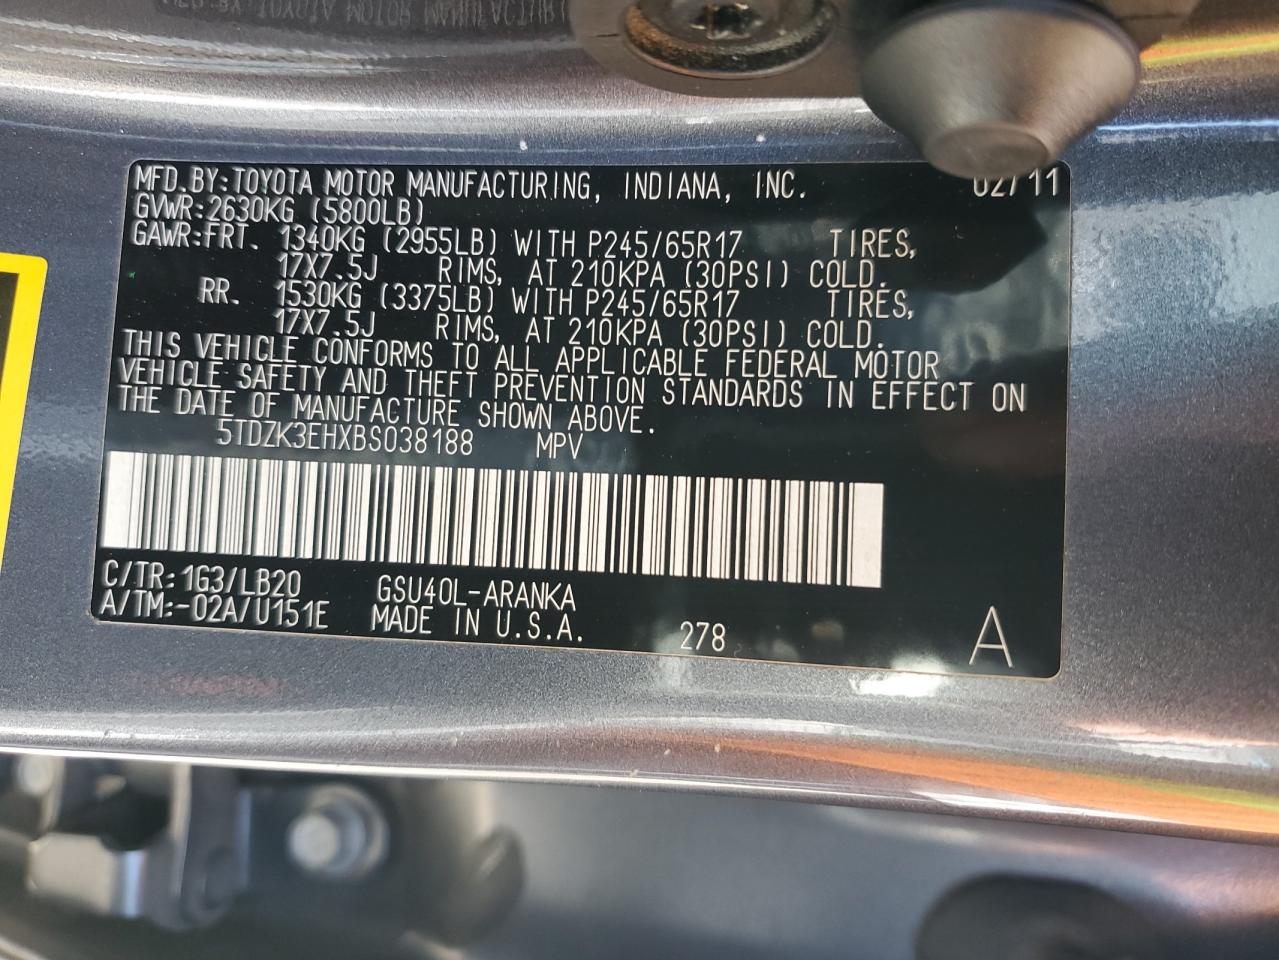 MFD.BY:TOYOTA MOTOR MANUFACTURING, INDIANA, INC. 02/11
GVWR:2630KG (5800LB)
GAWR:FRT. 1340KG (2955LB) WITH P245/65R17 TIRES,
17X7.5J RIMS, AT 210KPA (30PSI) COLD.
RR. 1530KG (3375LB) WITH P245/65R17 TIRES,
17X7.5J RIMS, AT 210KPA (30PSI) COLD.
THIS VEHICLE CONFORMS TO ALL APPLICABLE FEDERAL MOTOR
VEHICLE SAFETY AND THEFT PREVENTION STANDARDS IN EFFECT ON
THE DATE OF MANUFACTURE SHOWN ABOVE.
5TDZK3EHXBS038188 MPV
C/TR:1G3/LB20 GSU40L-ARANKA
A/TM:-02A/U151E MADE IN U.S.A. 278 A